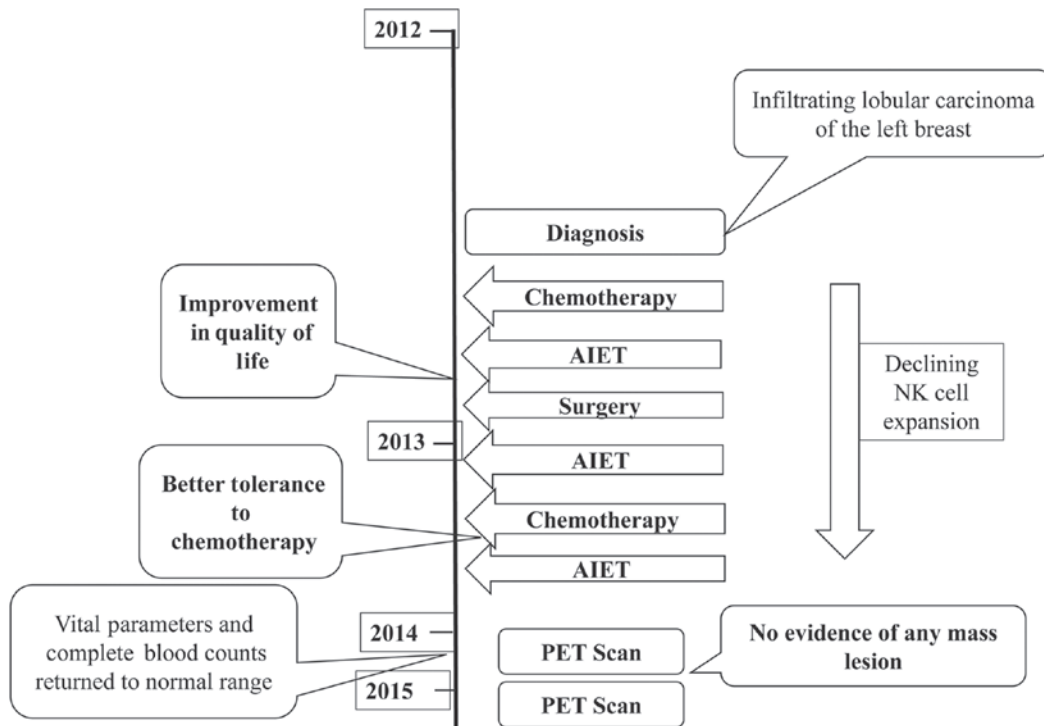 2012
Infiltrating lobular carcinoma
of the left breast
Diagnosis
Improvement
in quality of
life
Chemotherapy
AIET
Surgery
Declining
NK cell
expansion
2013
AIET
Better tolerance
to
chemotherapy
Chemotherapy
AIET
Vital parameters and
complete blood counts
returned to normal range
2014
PET Scan
No evidence of any mass
lesion
2015
PET Scan